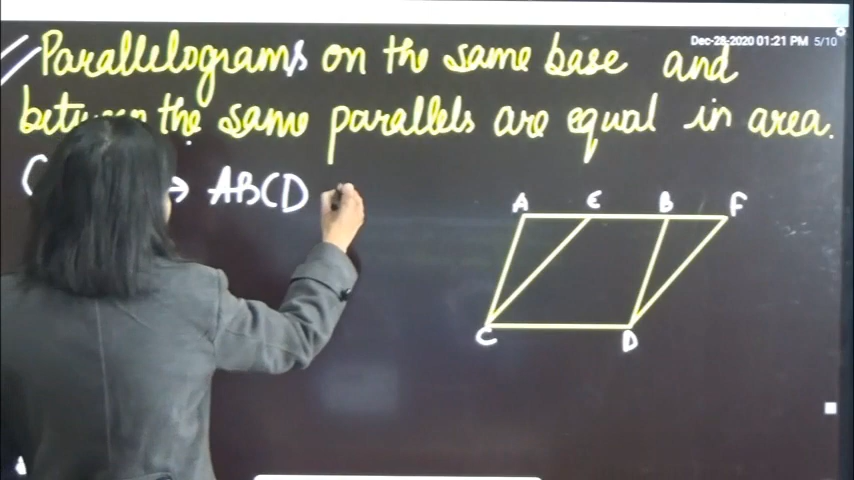 Dec-28-2020 01:21 PM 5/10
Parallelograms on the same base and
between the same parallels are equal in area.
→ ABCD
A E B F
C D